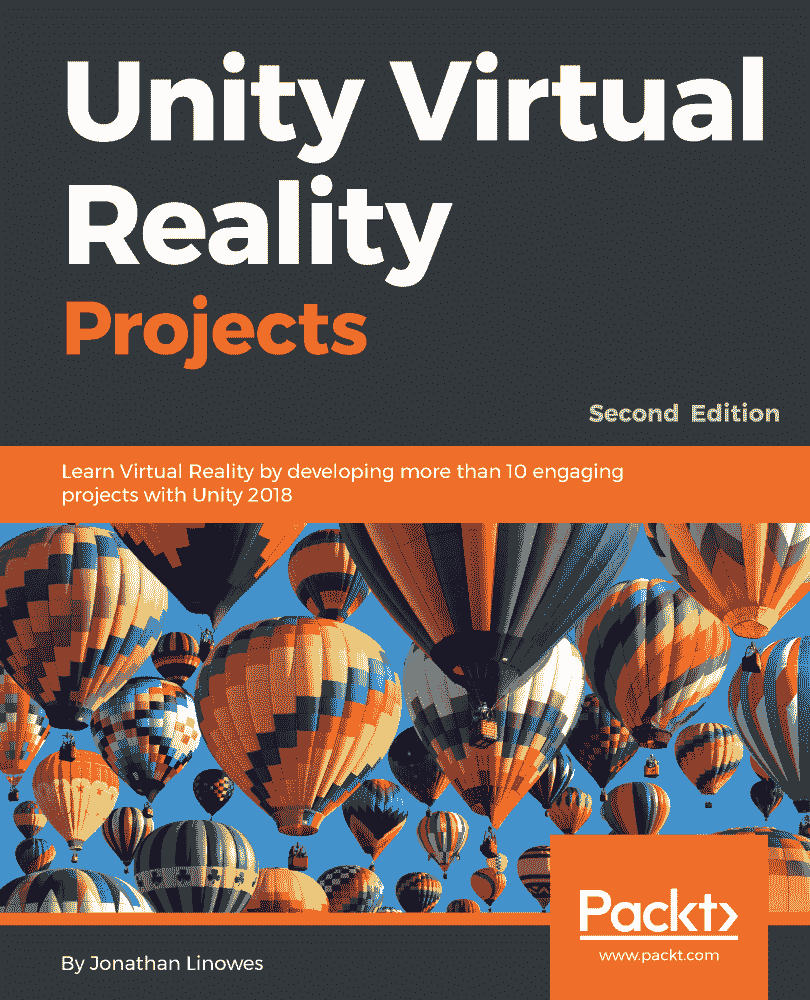 Unity Virtual
Reality
Projects
Second Edition
Learn Virtual Reality by developing more than 10 engaging
projects with Unity 2018
Packt>
www.packt.com
By Jonathan Linowes